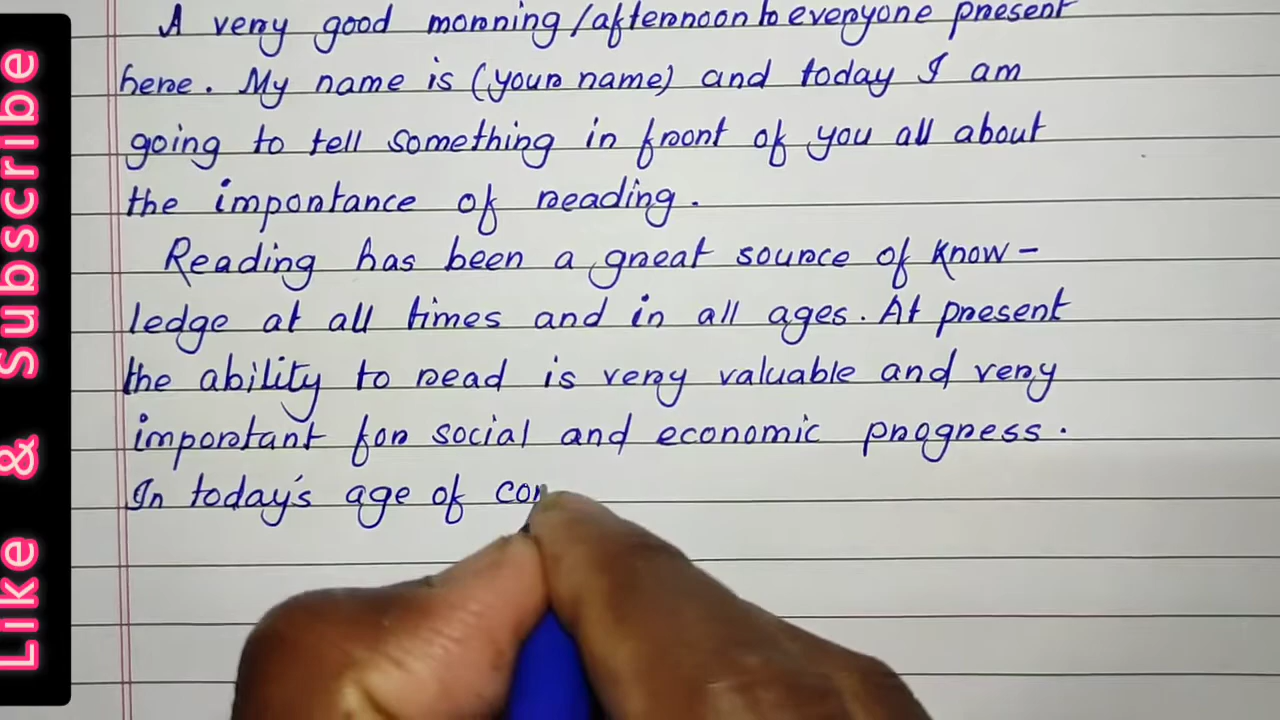 A very good morning/afternoon to everyone present
here. My name is (your name) and today I am
going to tell something in front of you all about
the importance of reading.
Reading has been a great source of know-
ledge at all times and in all ages. At present
the ability to read is very valuable and very
important for social and economic progress.
In today's age of
Like & Subscribe